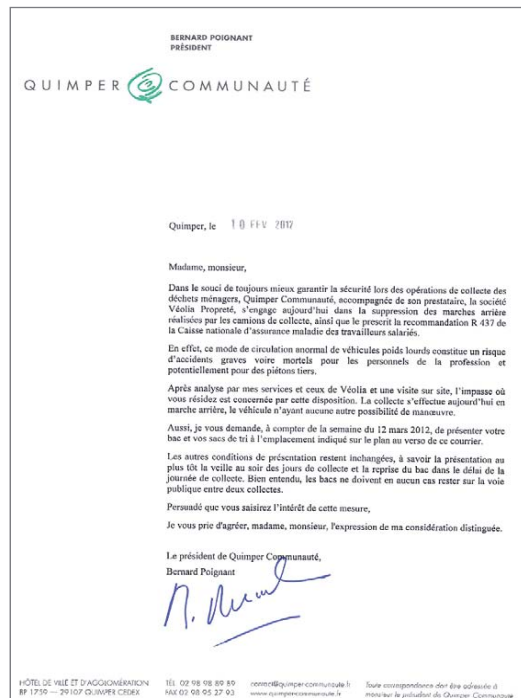 BERNARD POIGNANT
PRÉSIDENT
QUIMPER COMMUNAUTÉ
Quimper, le 10 FEV 2012
Madame, monsieur,
Dans le souci de toujours mieux garantir la sécurité lors des opérations de collecte des
déchets ménagers, Quimper Communauté, accompagnée de son prestataire, la société
Véolia Propreté, s'engage aujourd'hui dans la suppression des marches arrière
réalisées par les camions de collecte, ainsi que le prescrit la recommandation R 437 de
la Caisse nationale d'assurance maladie des travailleurs salariés.
En effet, ce mode de circulation anormal de véhicules poids lourds constitue un risque
d'accidents graves voire mortels pour les personnels de la profession et
potentiellement pour des piétons tiers.
Après analyse par mes services et ceux de Véolia et une visite sur site, l'impasse où
vous résidez est concernée par cette disposition. La collecte s'effectue aujourd'hui en
marche arrière, le véhicule n'ayant aucune autre possibilité de manœuvre.
Aussi, je vous demande, à compter de la semaine du 12 mars 2012, de présenter votre
bac et vos sacs de tri à l'emplacement indiqué sur le plan au verso de ce courrier.
Les autres conditions de présentation restent inchangées, à savoir la présentation au
plus tôt la veille au soir des jours de collecte et la reprise du bac dans le délai de la
journée de collecte. Bien entendu, les bacs ne doivent en aucun cas rester sur la voie
publique entre deux collectes.
Persuadé que vous saisirez l'intérêt de cette mesure,
Je vous prie d'agréer, madame, monsieur, l'expression de ma considération distinguée.
Le président de Quimper Communauté,
Bernard Poignant
HÔTEL DE VILLE ET D'AGGLOMÉRATION
BP 1759 — 29107 QUIMPER CEDEX
TÉL 02 98 98 89 89
FAX 02 98 95 27 93
contact@quimper-communaute.fr
www.quimper-communaute.fr
Toute correspondance doit être adressée à
monsieur le président de Quimper Communauté